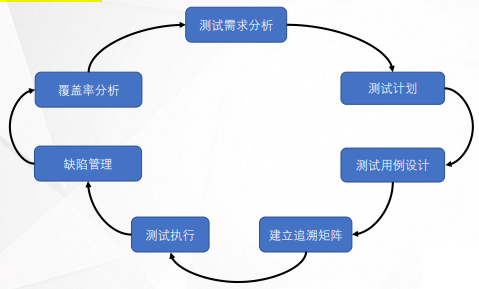 测试需求分析
测试计划
测试用例设计
建立追溯矩阵
测试执行
缺陷管理
覆盖率分析